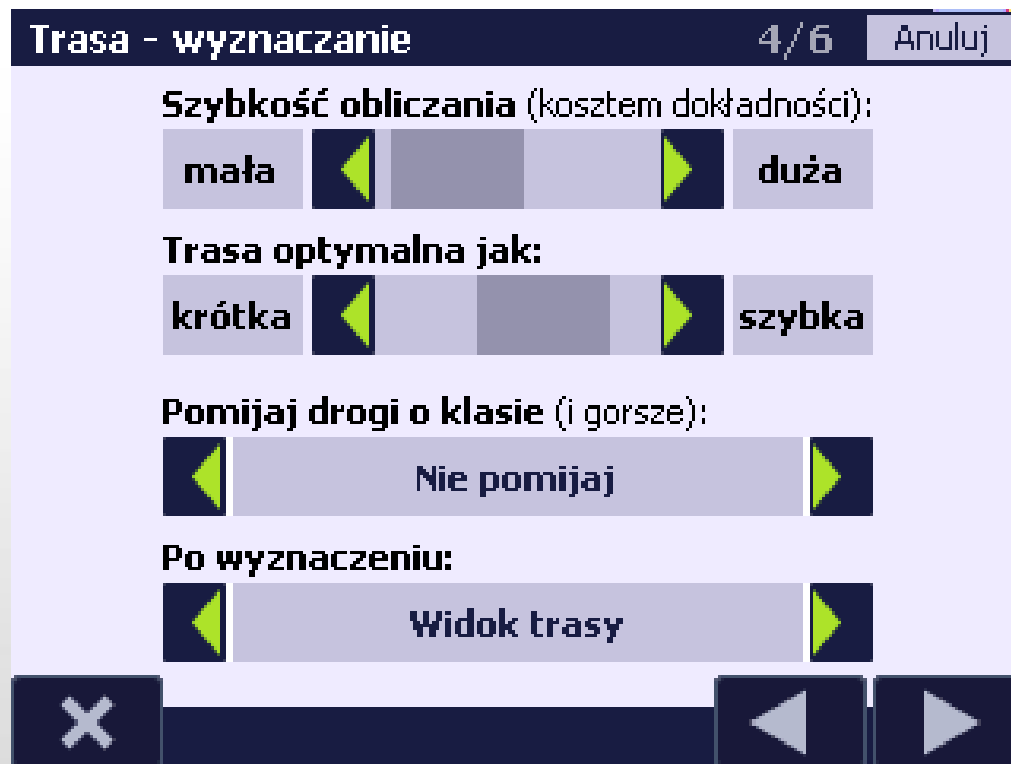 Trasa - wyznaczanie 4/6 Anuluj
Szybkość obliczania (kosztem dokładności):
mała duża
Trasa optymalna jak:
krótka szybka
Pomijaj drogi o klasie (i gorsze):
Nie pomijaj
Po wyznaczeniu:
Widok trasy